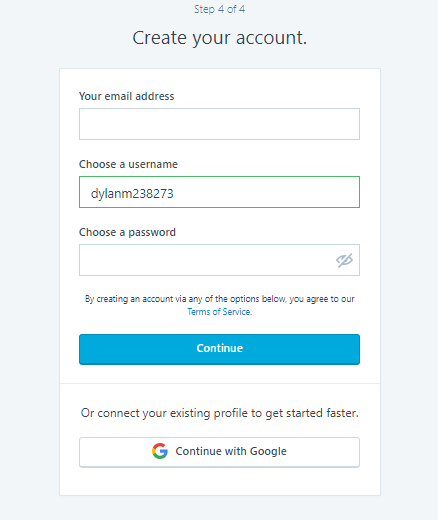 Step 4 of 4
Create your account.
Your email address
Choose a username
dylanm238273
Choose a password
By creating an account via any of the options below, you agree to our
Terms of Service.
Continue
Or connect your existing profile to get started faster.
Continue with Google